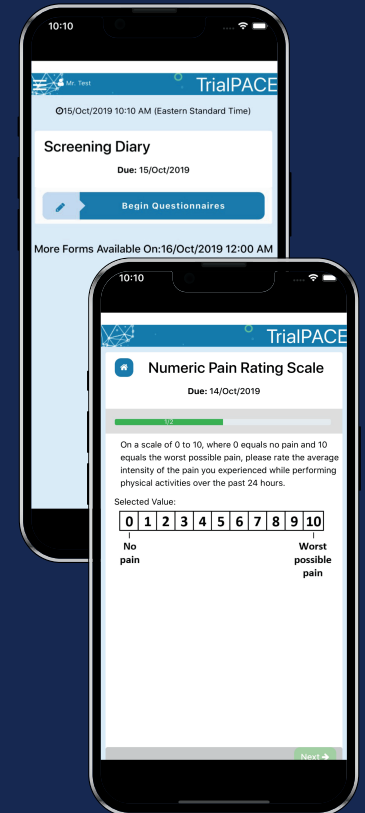 10:10
Mr. Test
TrialPACE
15/Oct/2019 10:10 AM (Eastern Standard Time)
Screening Diary
Due: 15/Oct/2019
Begin Questionnaires
More Forms Available On:16/Oct/2019 12:00 AM
10:10
TrialPACE
Numeric Pain Rating Scale
Due: 14/Oct/2019
1/2
On a scale of 0 to 10, where 0 equals no pain and 10
equals the worst possible pain, please rate the average
intensity of the pain you experienced while performing
physical activities over the past 24 hours.
Selected Value:
0 1 2 3 4 5 6 7 8 9 10
No Worst
pain possible
pain
Next